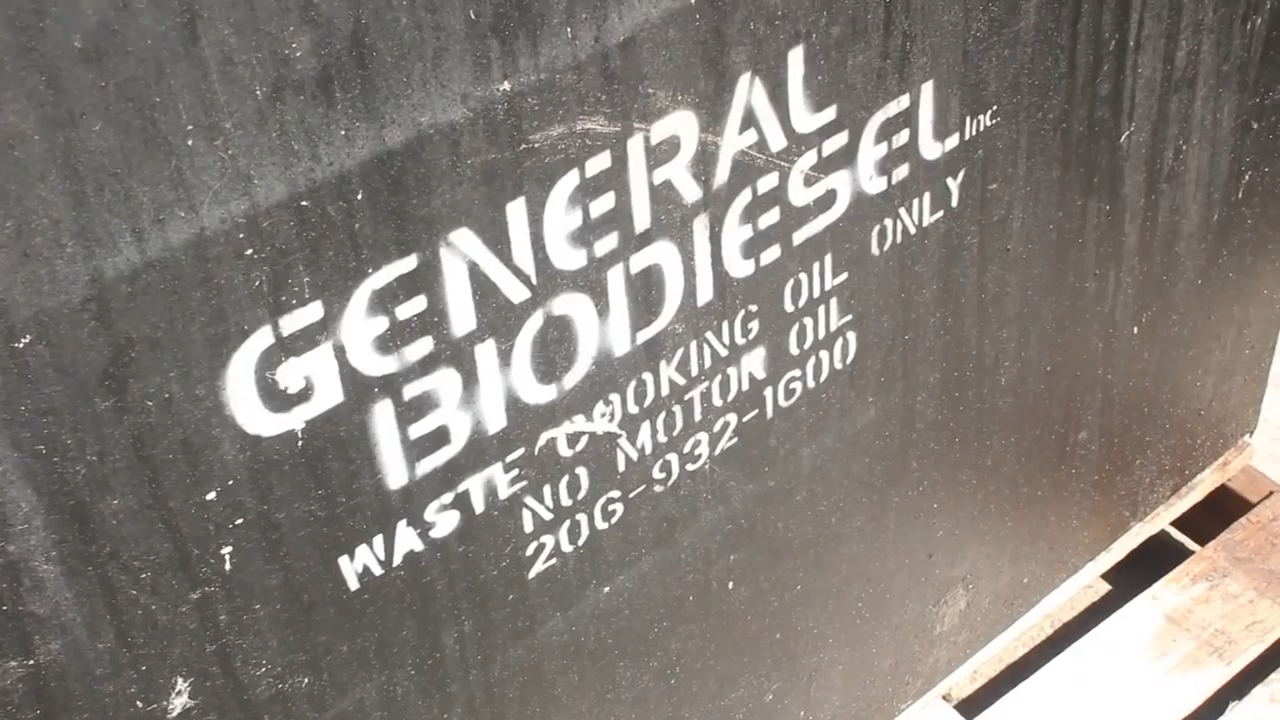 GENERAL
BIODIESEL Inc.
WASTE COOKING OIL ONLY
NO MOTOR OIL
206-932-1600